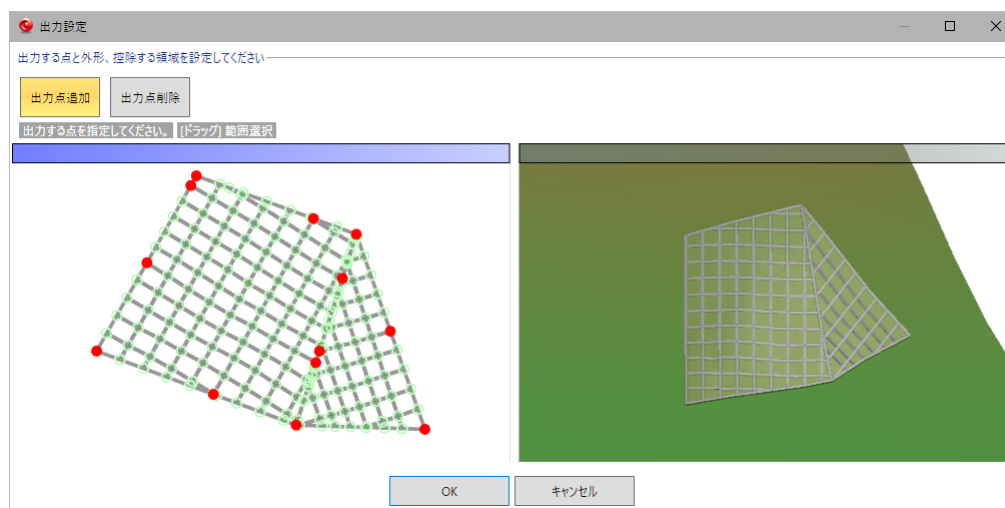 出力設定
出力する点と外形、控除する領域を設定してください
出力点追加 出力点削除
出力する点を指定してください。 [ドラッグ] 範囲選択
OK キャンセル